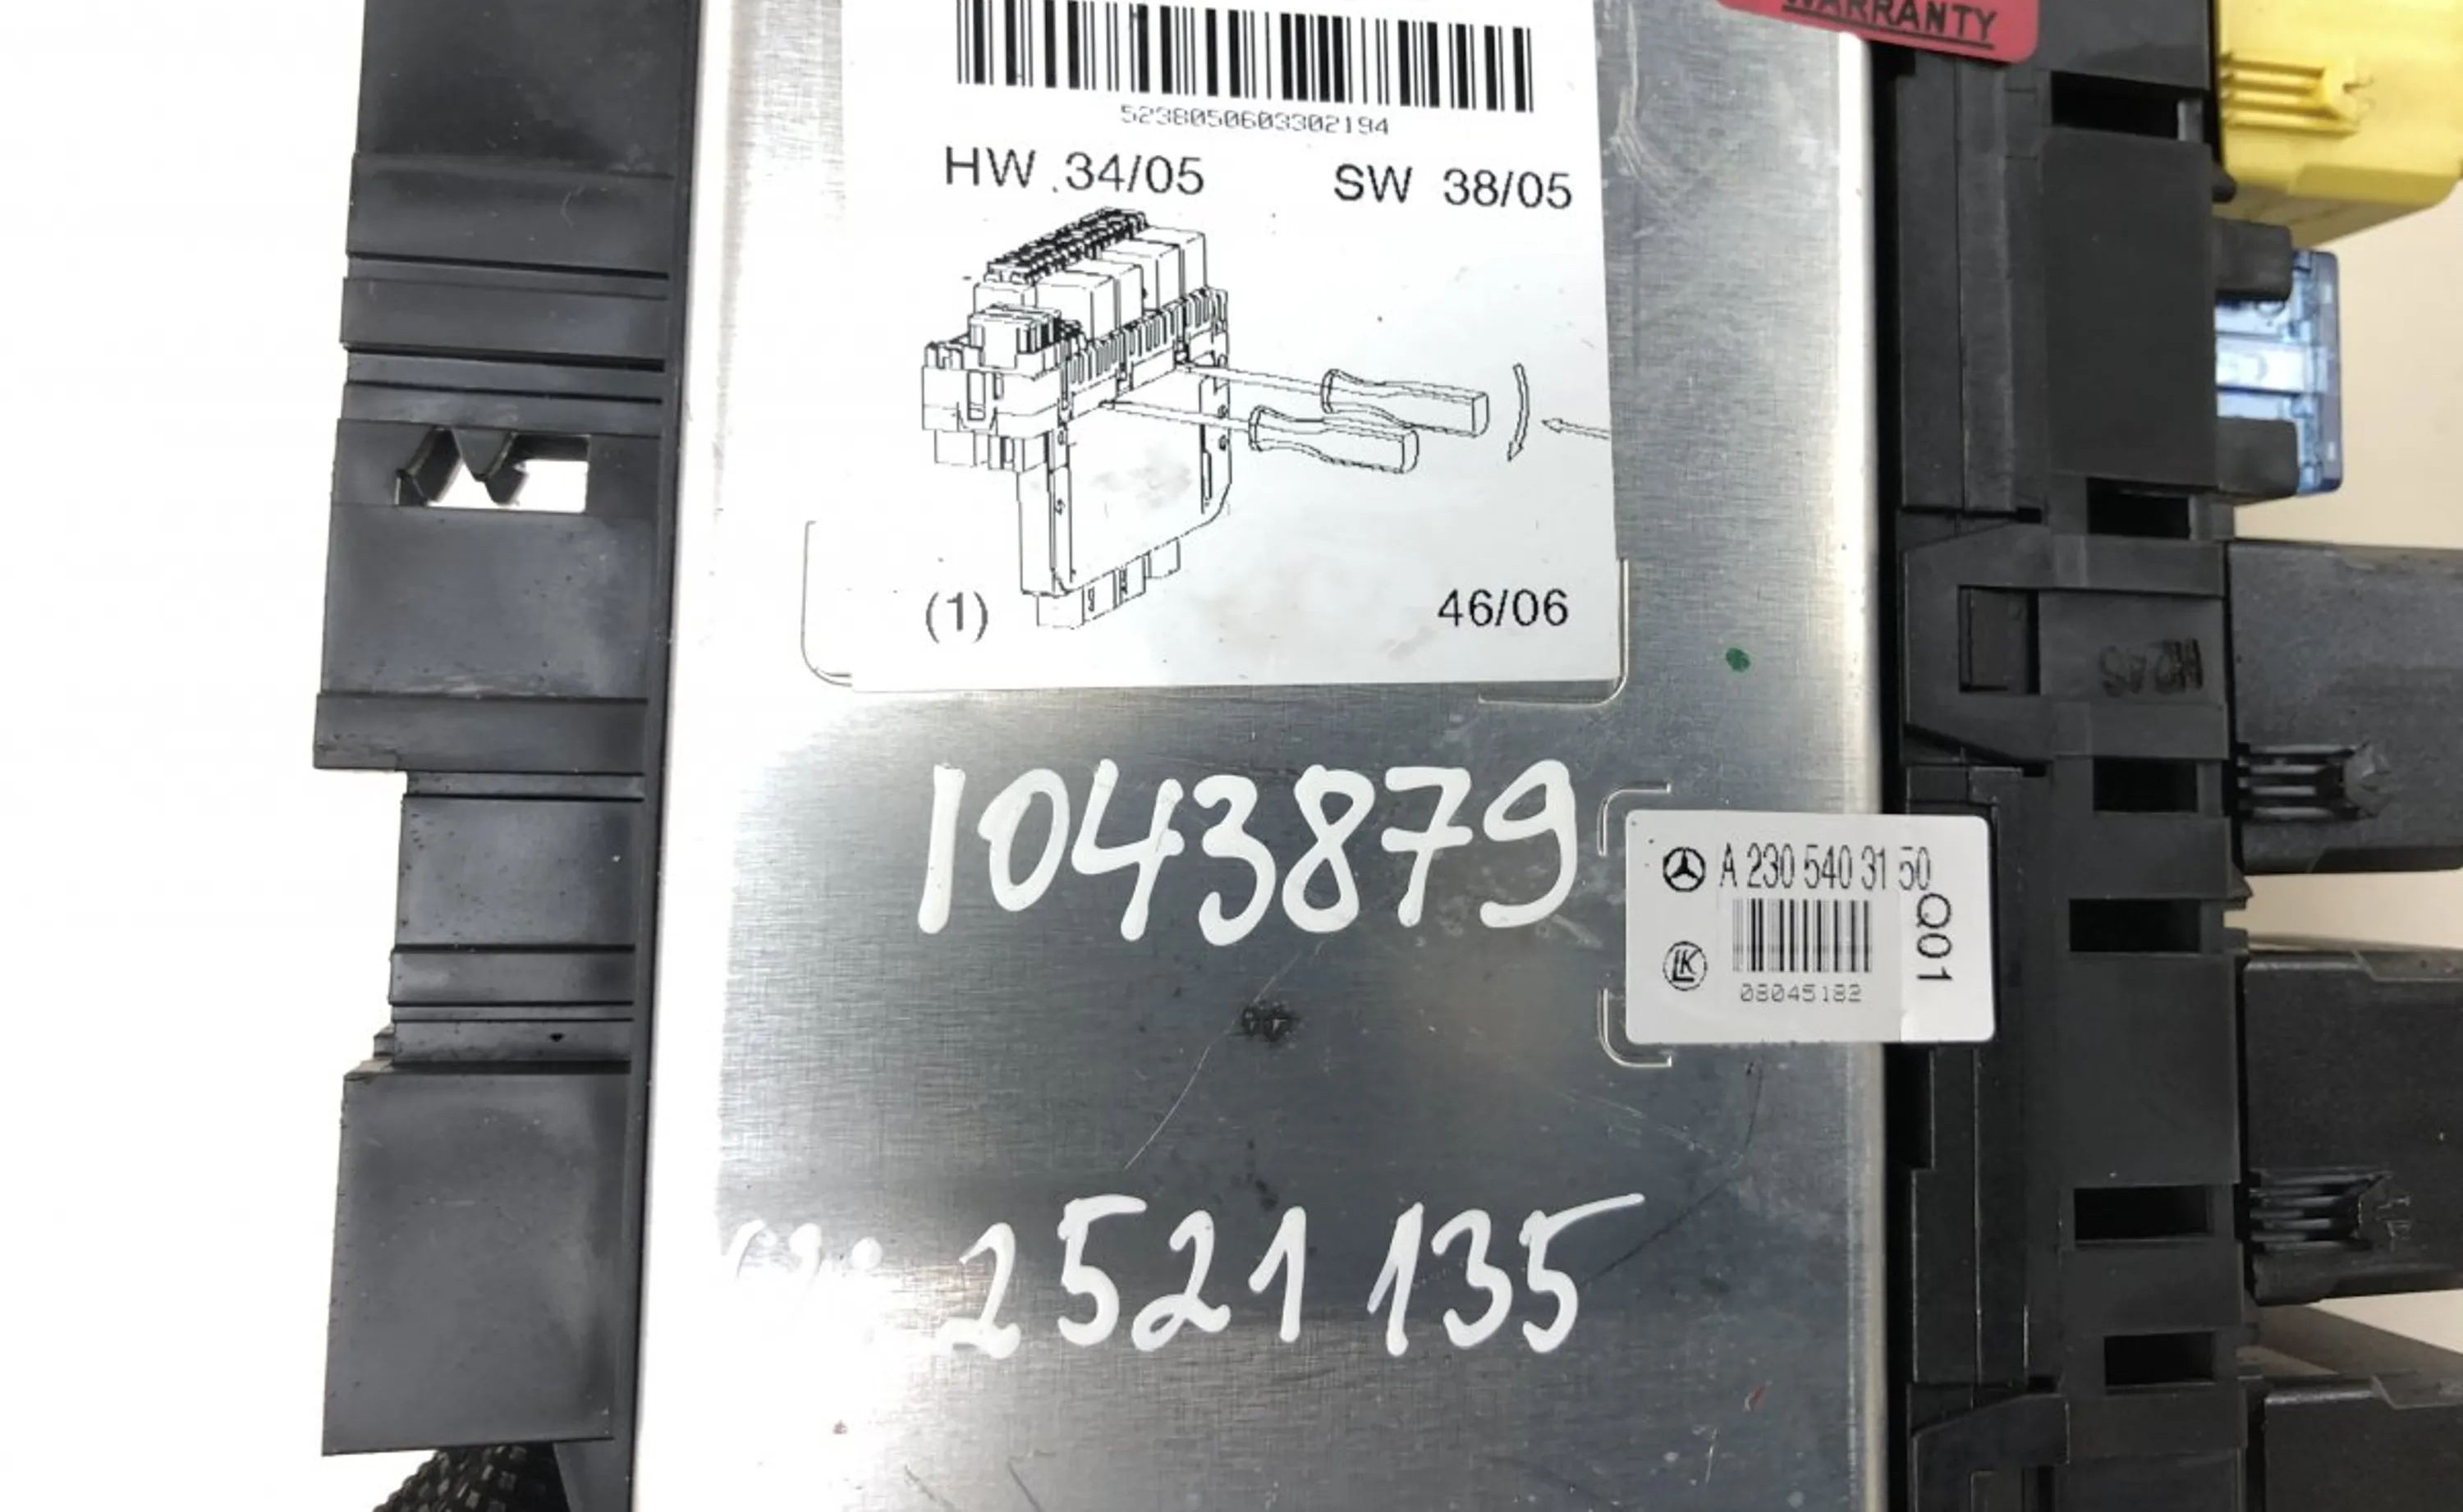 WARRANTY
5238050603302194
HW .34/05 SW 38/05
(1) 46/06
1043879
A 230 540 31 50
Q01
LK
08045182
2521135